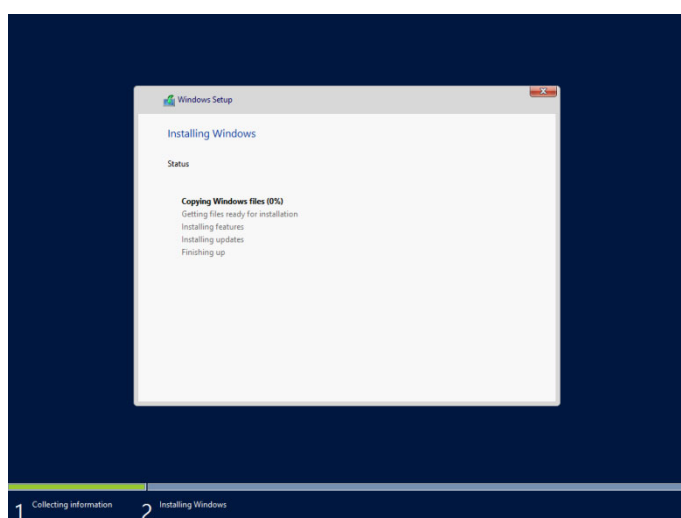 Windows Setup
Installing Windows
Status
Copying Windows files (0%)
Getting files ready for installation
Installing features
Installing updates
Finishing up
1 Collecting information
2 Installing Windows